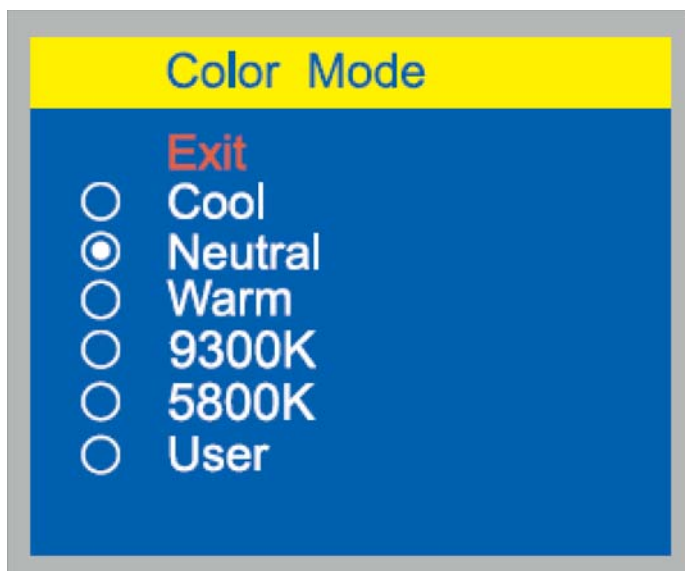 Color Mode
Exit
Cool
Neutral
Warm
9300K
5800K
User